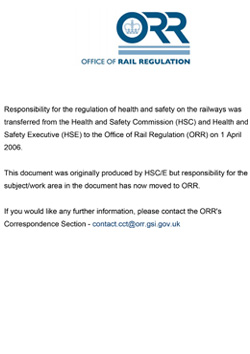 ORR
OFFICE OF RAIL REGULATION
Responsibility for the regulation of health and safety on the railways was
transferred from the Health and Safety Commission (HSC) and Health and
Safety Executive (HSE) to the Office of Rail Regulation (ORR) on 1 April
2006.
This document was originally produced by HSC/E but responsibility for the
subject/work area in the document has now moved to ORR.
If you would like any further information, please contact the ORR's
Correspondence Section - contact.cct@orr.gsi.gov.uk